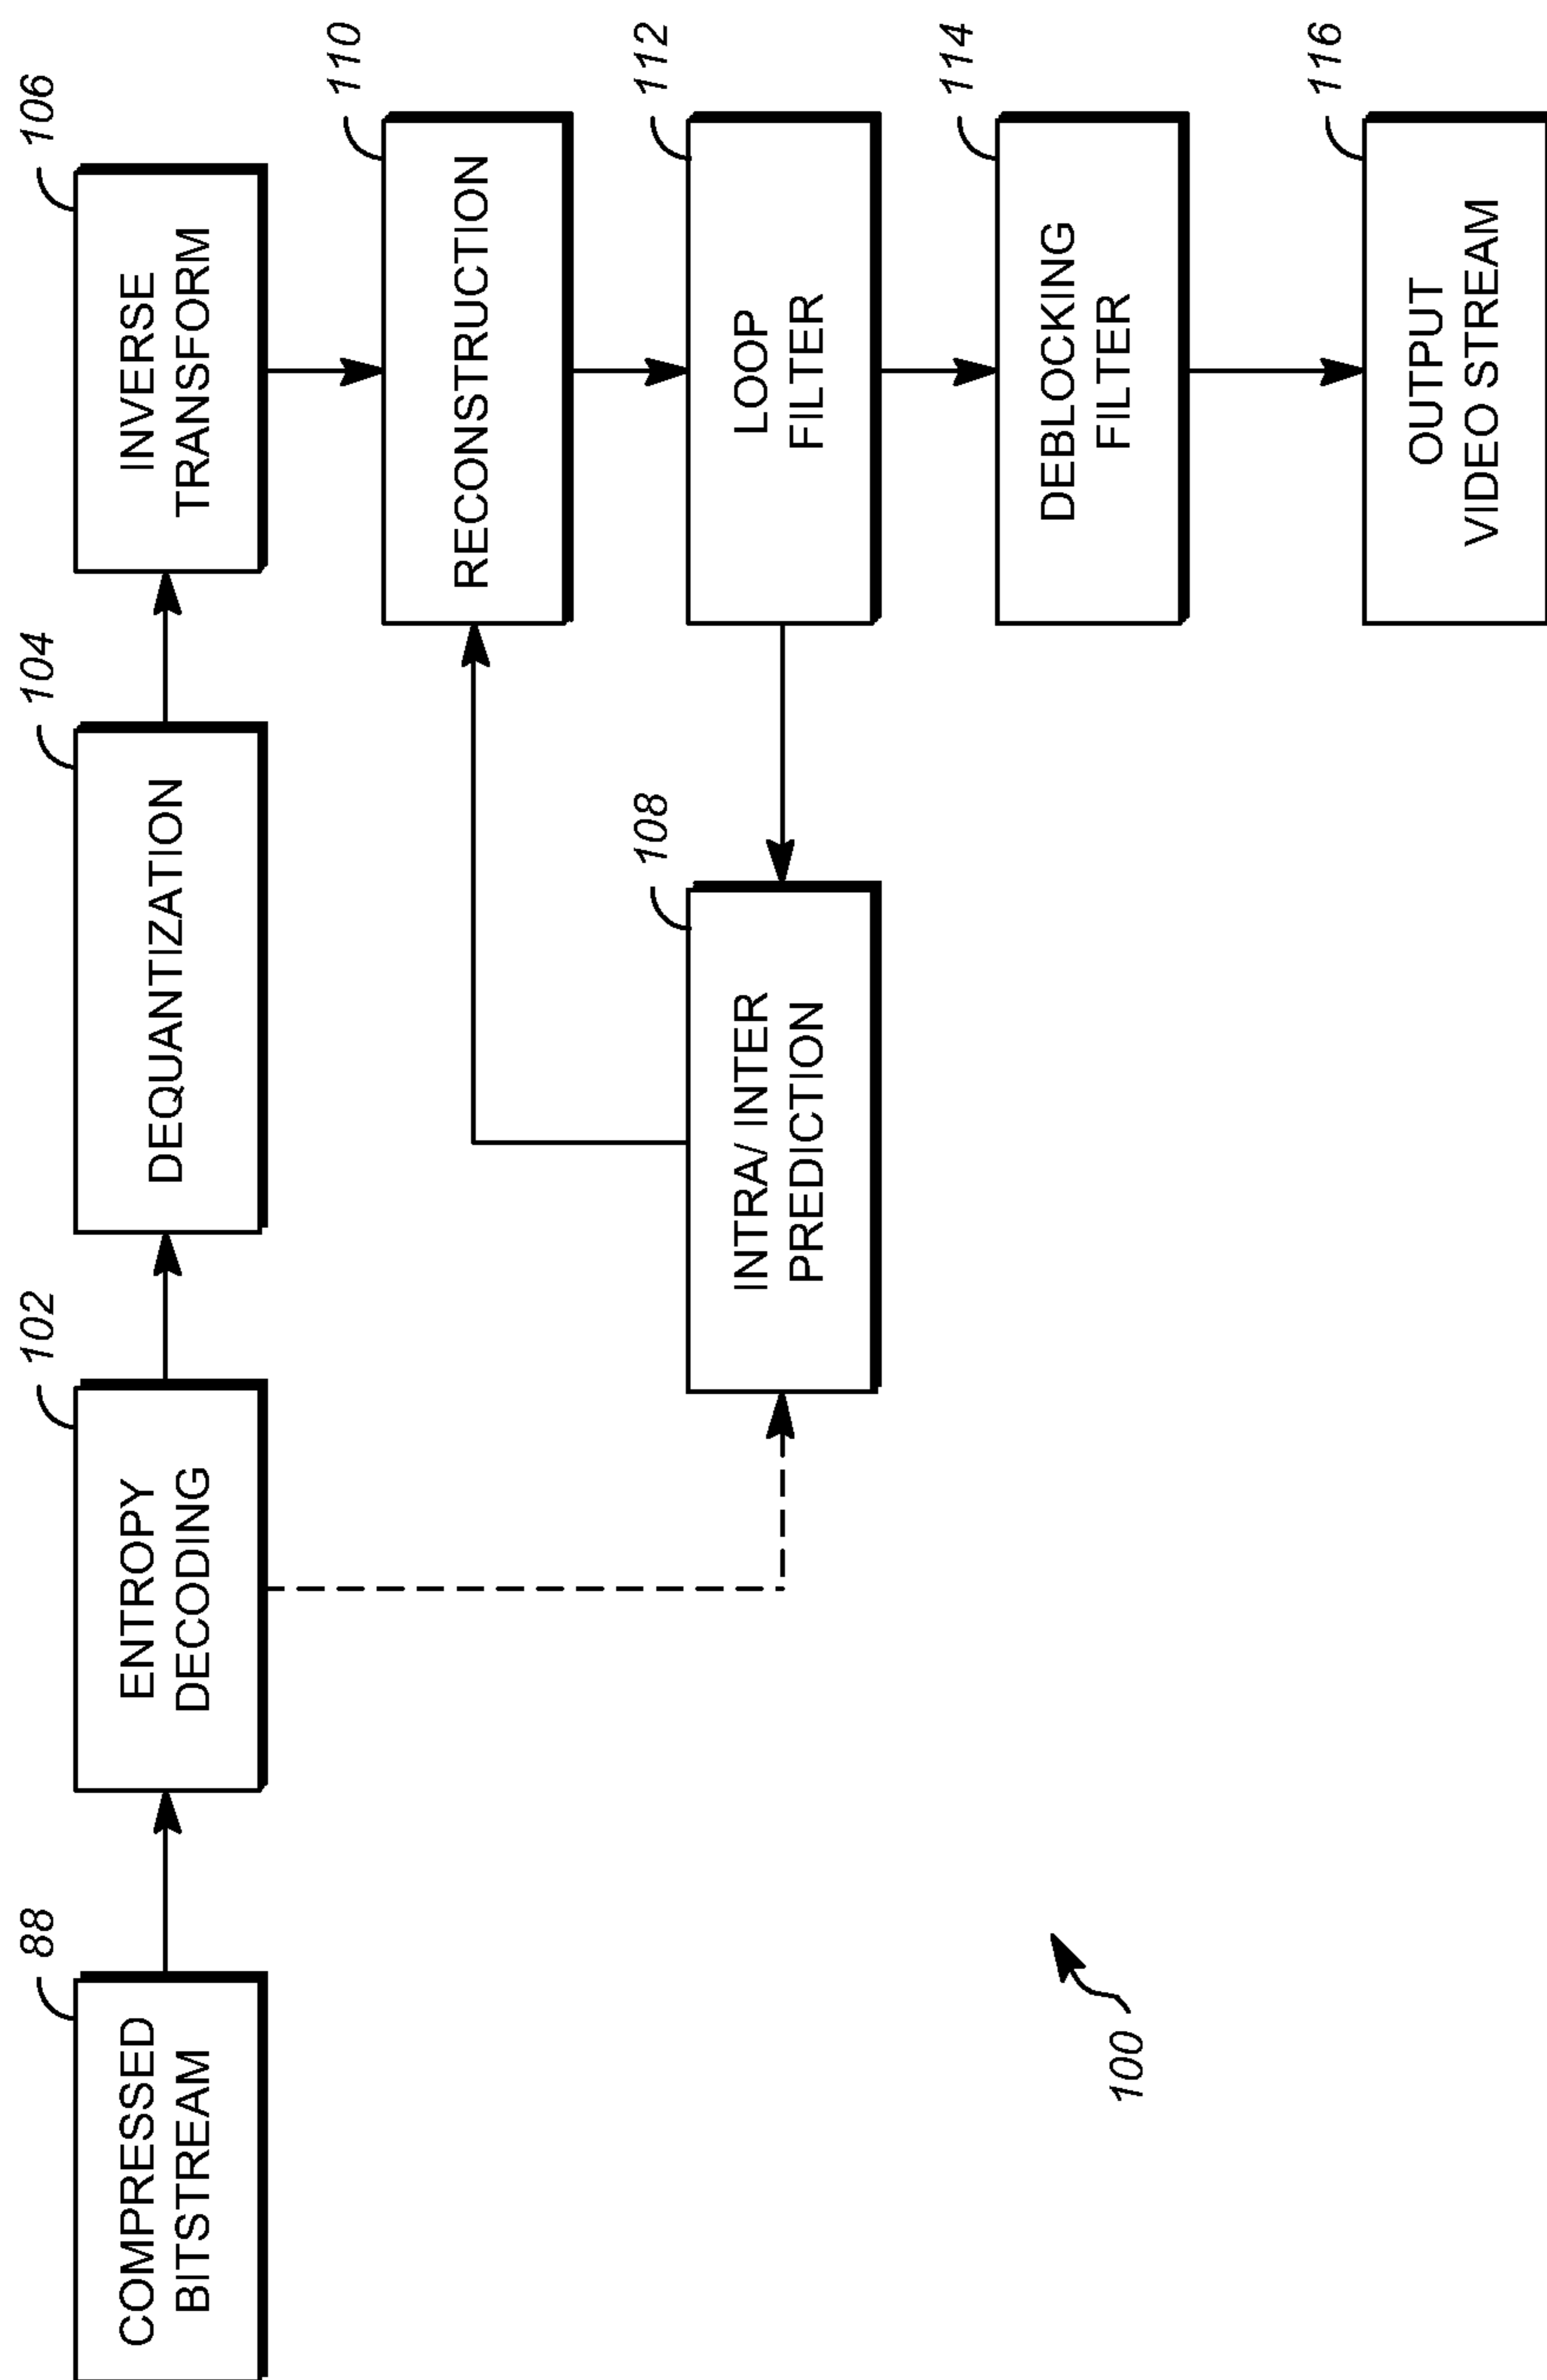 88
COMPRESSED
BITSTREAM
102
ENTROPY
DECODING
104
DEQUANTIZATION
106
INVERSE
TRANSFORM
110
RECONSTRUCTION
108
INTRA/ INTER
PREDICTION
112
LOOP
FILTER
114
DEBLOCKING
FILTER
100
116
OUTPUT
VIDEO STREAM